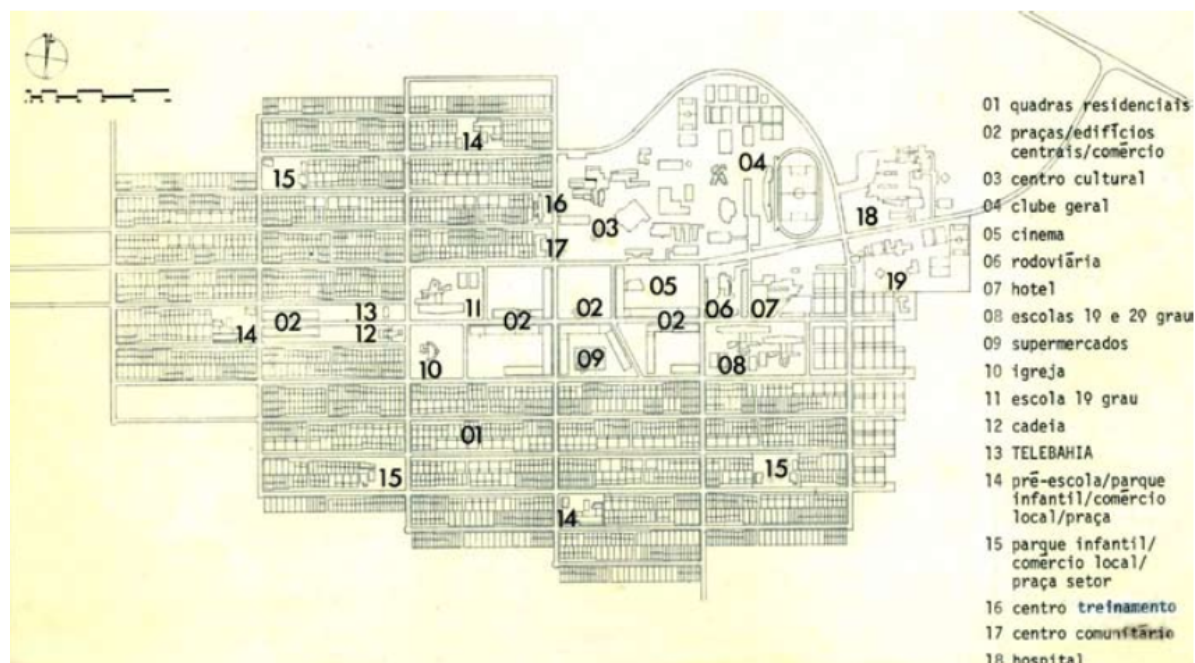 14
15
16
04
18
03
17
19
05
11
13
02
02
02
02
06
07
14
12
09
08
10
01
15
15
14
01 quadras residenciais
02 praças/edifícios
centrais/comércio
03 centro cultural
04 clube geral
05 cinema
06 rodoviária
07 hotel
08 escolas 1º e 2º grau
09 supermercados
10 igreja
11 escola 1º grau
12 cadeia
13 TELEBAHIA
14 pré-escola/parque
infantil/comércio
local/praça
15 parque infantil/
comércio local/
praça setor
16 centro treinamento
17 centro comunitário
18 hospital